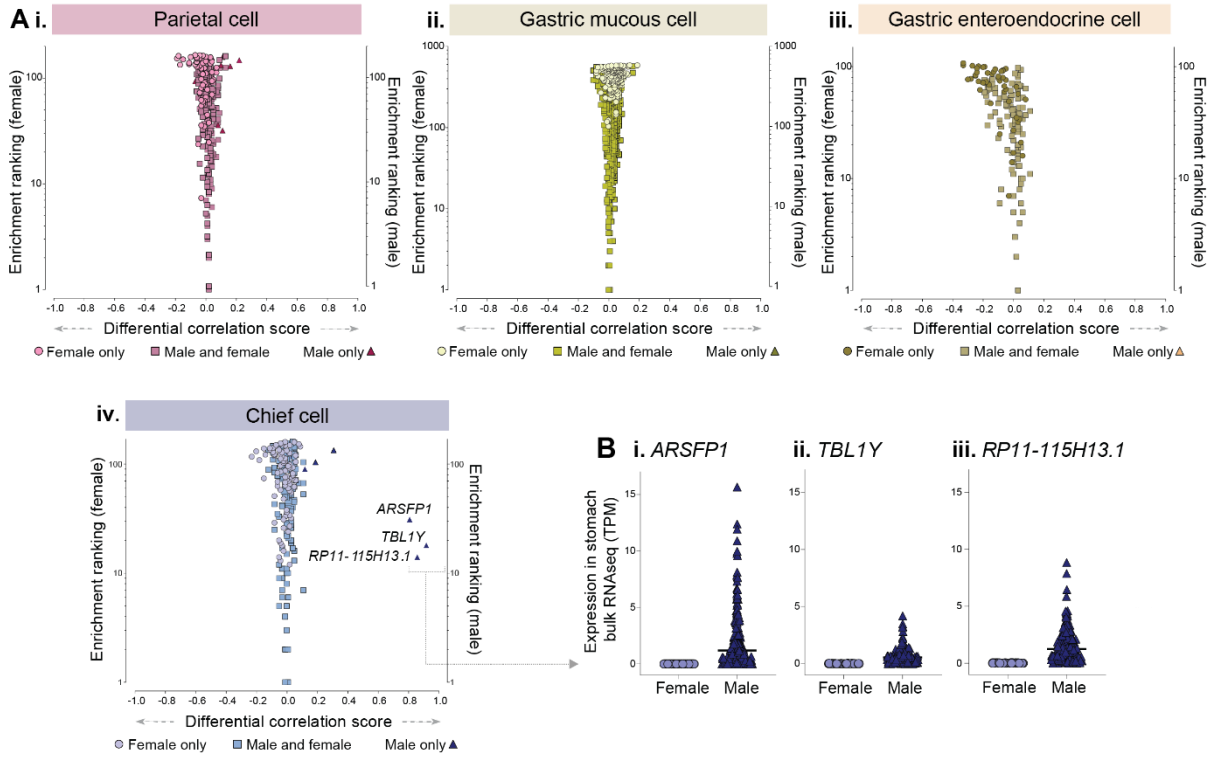 A i. Parietal cell
Enrichment ranking (female)
100
10
1
Enrichment ranking (male)
100
10
1
-1.0 -0.8 -0.6 -0.4 -0.2 0.0 0.2 0.4 0.6 0.8 1.0
Differential correlation score
Female only Male and female Male only
ii. Gastric mucous cell
Enrichment ranking (female)
1000
100
10
1
Enrichment ranking (male)
1000
100
10
1
-1.0 -0.8 -0.6 -0.4 -0.2 0.0 0.2 0.4 0.6 0.8 1.0
Differential correlation score
Female only Male and female Male only
iii. Gastric enteroendocrine cell
Enrichment ranking (female)
100
10
1
Enrichment ranking (male)
100
10
1
-1.0 -0.8 -0.6 -0.4 -0.2 0.0 0.2 0.4 0.6 0.8 1.0
Differential correlation score
Female only Male and female Male only
iv. Chief cell
Enrichment ranking (female)
100
10
1
ARSFP1
TBL1Y
RP11-115H13.1
Enrichment ranking (male)
100
10
1
-1.0 -0.8 -0.6 -0.4 -0.2 0.0 0.2 0.4 0.6 0.8 1.0
Differential correlation score
Female only Male and female Male only
B i. ARSFP1
Expression in stomach
bulk RNAseq (TPM)
15
10
5
0
Female Male
ii. TBL1Y
15
10
5
0
Female Male
iii. RP11-115H13.1
15
10
5
0
Female Male